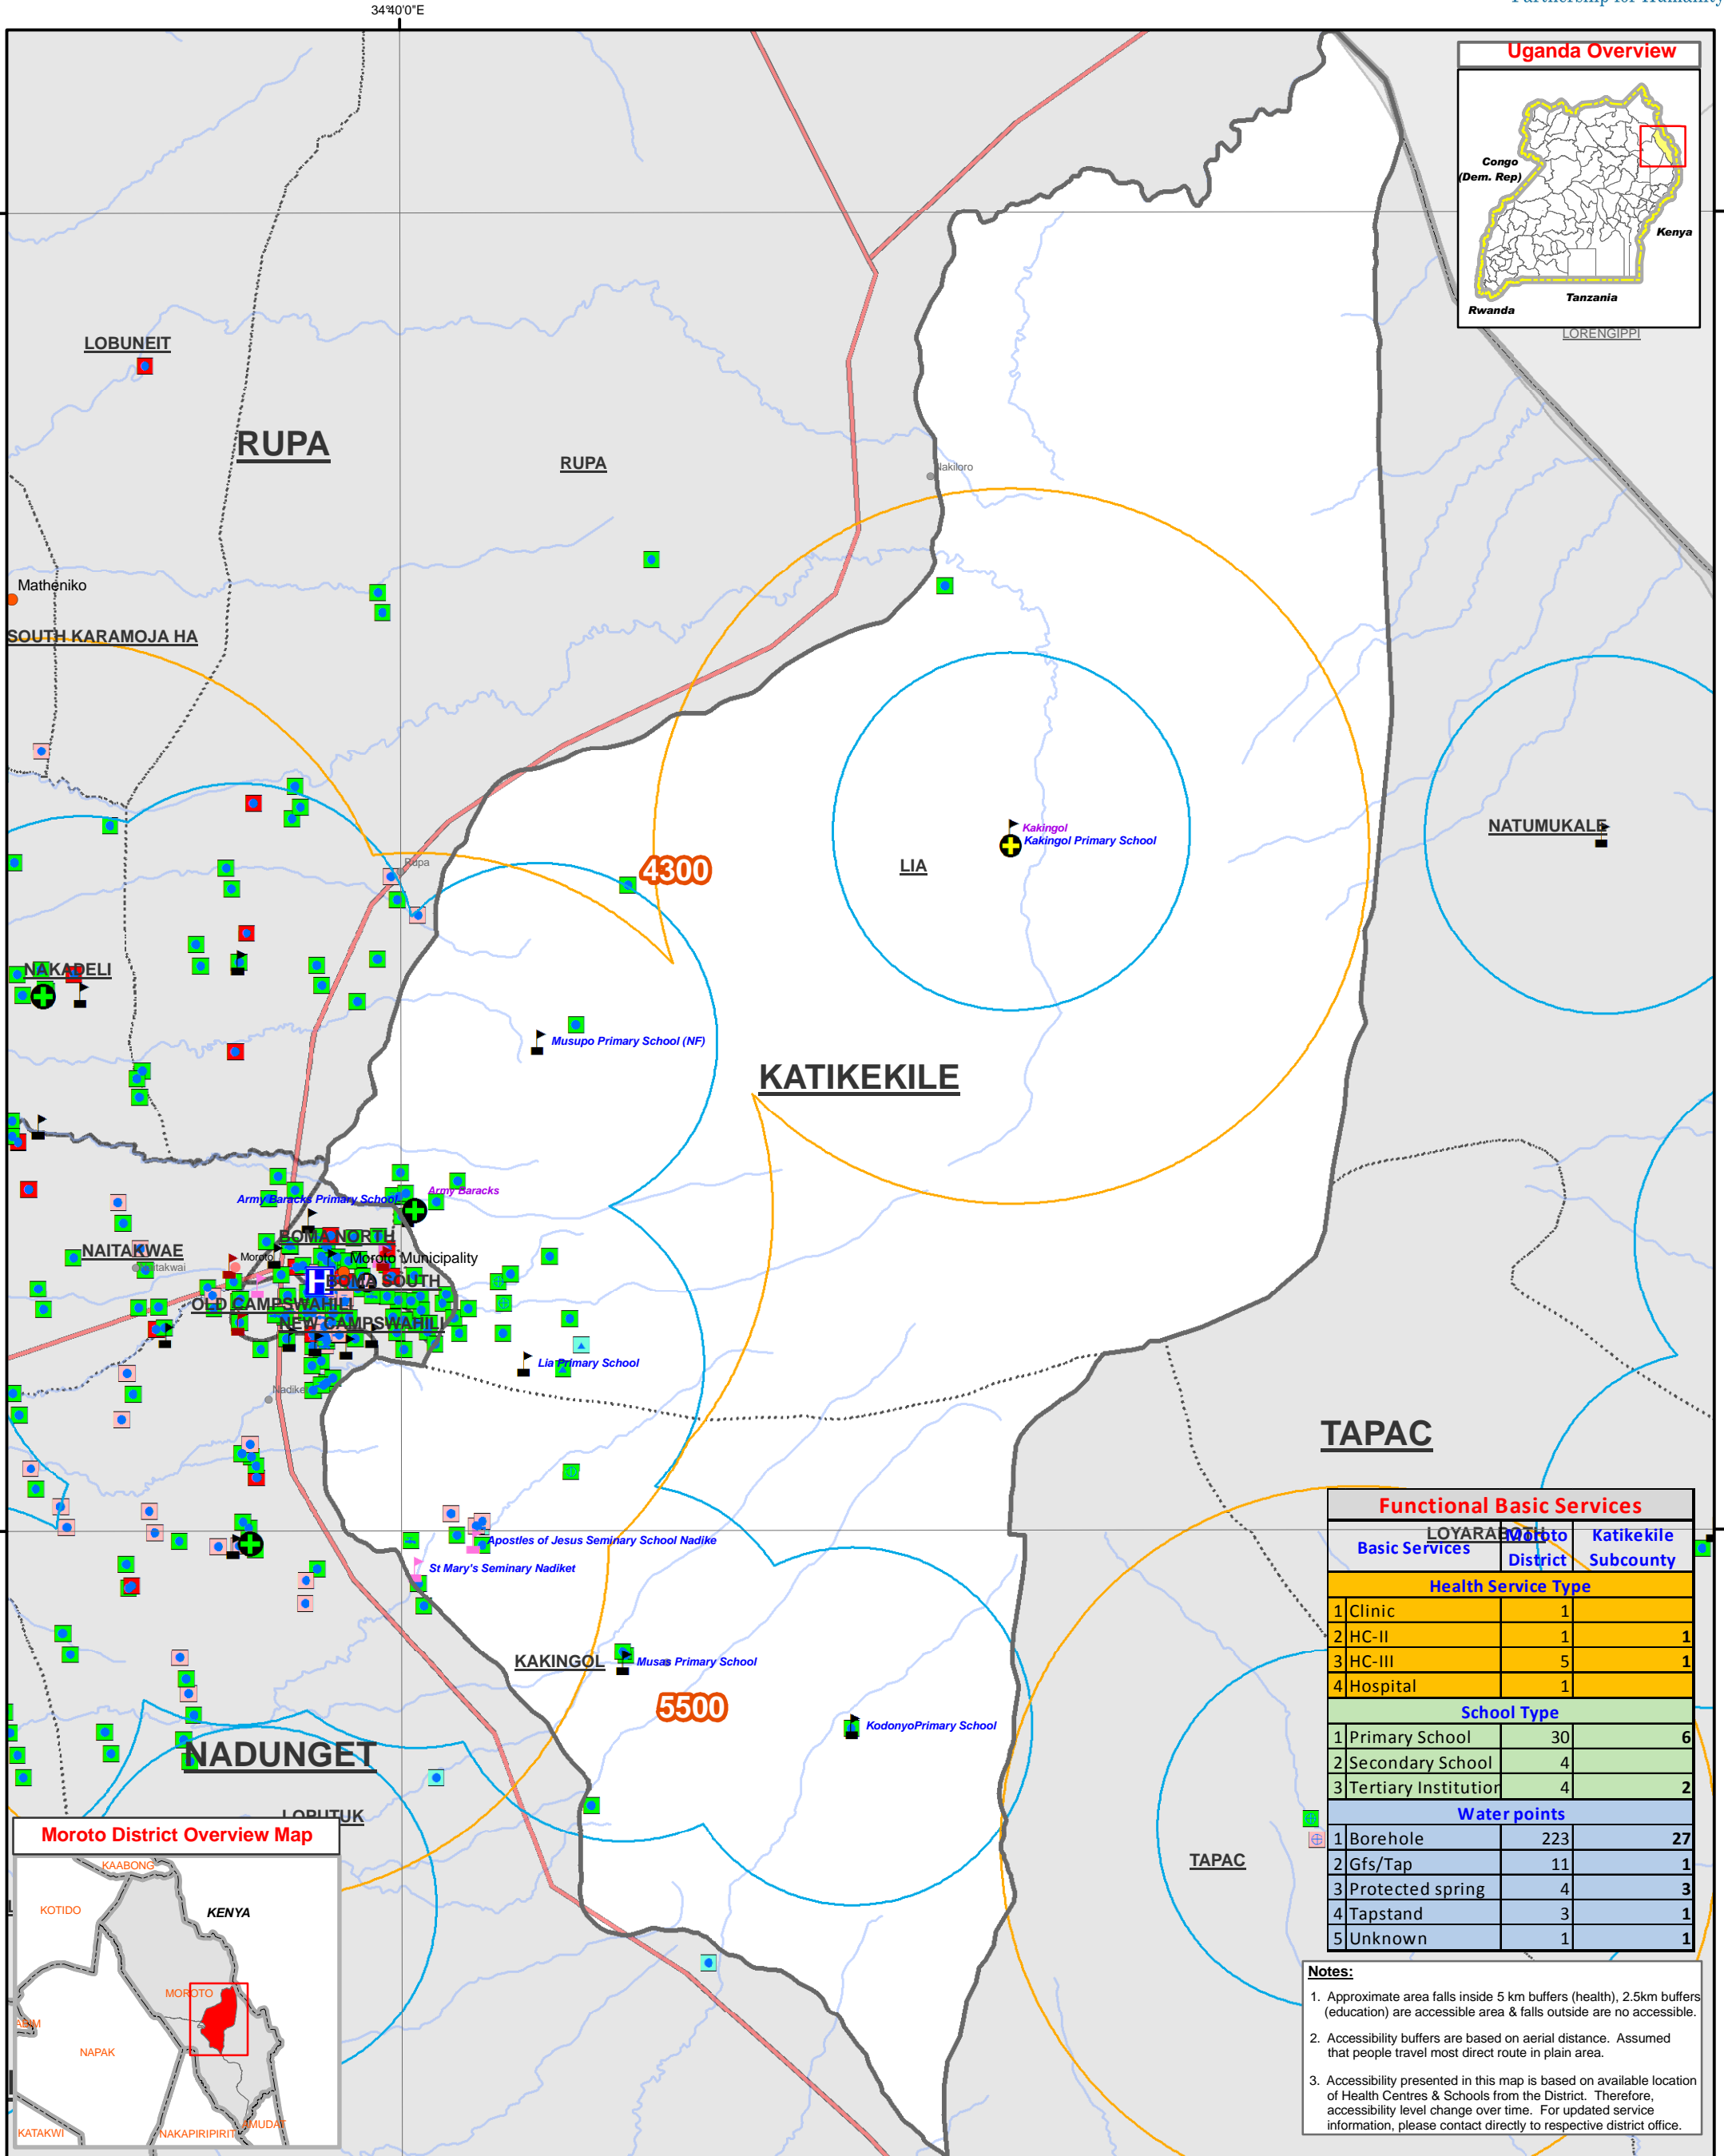 Partnership for Humanity
34°40'0"E
Uganda Overview
Congo
(Dem. Rep)
Kenya
Tanzania
Rwanda
LORENGIPPI
LOBUNEIT
RUPA
RUPA
Nakiloro
Matheniko
SOUTH KARAMOJA HA
Rupa
4300
LIA
Kakingol
Kakingol Primary School
NATUMUKALE
NAKADELI
Musupo Primary School (NF)
KATIKEKILE
Army Baracks
Army Baracks Primary School
BOMA NORTH
NAITAKWAE
Naitakwai
Moroto
Moroto Municipality
H
BOMA SOUTH
OLD CAMPSWAHILI
NEW CAMPSWAHILI
Lia Primary School
Nadiket
TAPAC
Apostles of Jesus Seminary School Nadike
St Mary's Seminary Nadiket
KAKINGOL
Musas Primary School
5500
KodonyoPrimary School
NADUNGET
LOPUTUK
TAPAC
LOYARABOTH
Functional Basic Services
Basic Services Moroto District Katikekile Subcounty
Health Service Type
1 Clinic 1
2 HC-II 1 1
3 HC-III 5 1
4 Hospital 1
School Type
1 Primary School 30 6
2 Secondary School 4
3 Tertiary Institution 4 2
Water points
1 Borehole 223 27
2 Gfs/Tap 11 1
3 Protected spring 4 3
4 Tapstand 3 1
5 Unknown 1 1
Moroto District Overview Map
KAABONG
KOTIDO
KENYA
MOROTO
NAPAK
KATAKWI
NAKAPIRIPIRIT
AMUDAT
Notes:
1. Approximate area falls inside 5 km buffers (health), 2.5km buffers
(education) are accessible area & falls outside are no accessible.
2. Accessibility buffers are based on aerial distance. Assumed
that people travel most direct route in plain area.
3. Accessibility presented in this map is based on available location
of Health Centres & Schools from the District. Therefore,
accessibility level change over time. For updated service
information, please contact directly to respective district office.